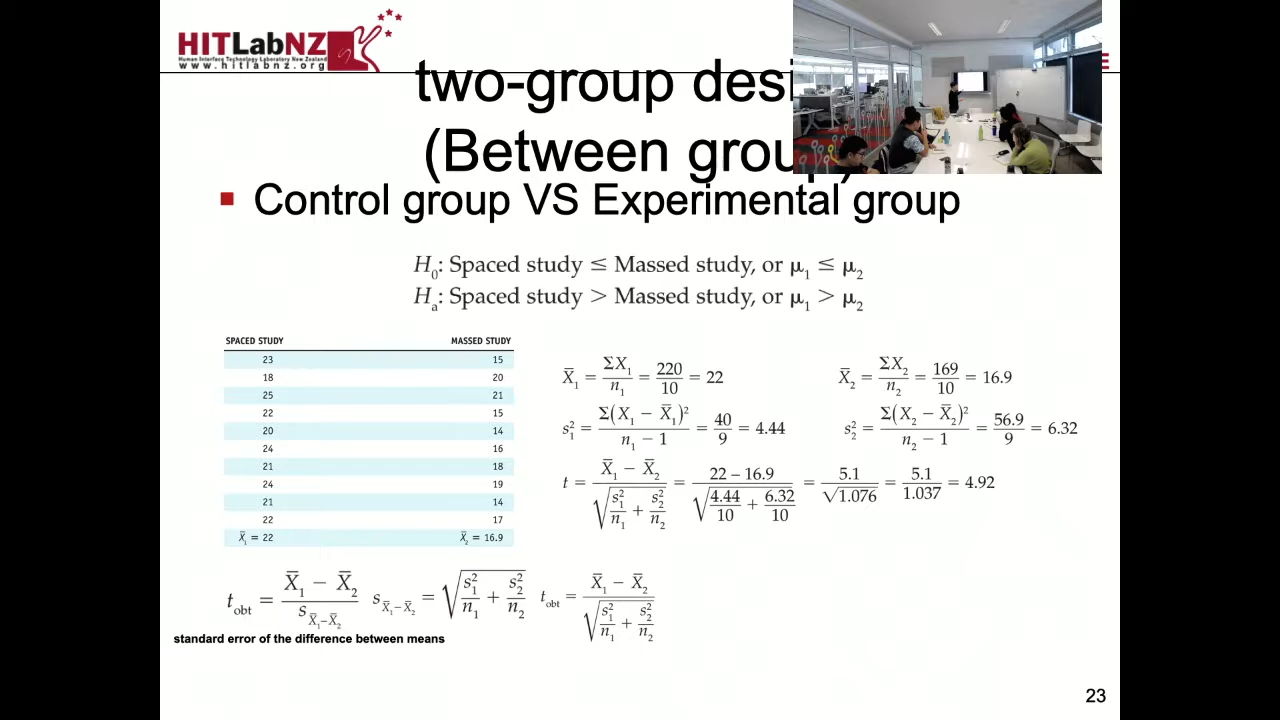 HITLabNZ
Human Interface Technology Laboratory New Zealand
www.hitlabnz.org
E
two-group desi
(Between group)
▪ Control group VS Experimental group
H₀: Spaced study ≤ Massed study, or μ₁ ≤ μ₂
Hₐ: Spaced study > Massed study, or μ₁ > μ₂
SPACED STUDY MASSED STUDY
23 15
18 20
25 21
22 15
20 14
24 16
21 18
24 19
21 14
22 17
X̄₁ = 22 X̄₂ = 16.9
X̄₁ = ΣX₁ / n₁ = 220 / 10 = 22 X̄₂ = ΣX₂ / n₂ = 169 / 10 = 16.9
s₁² = Σ(X₁ − X̄₁)² / n₁ − 1 = 40 / 9 = 4.44 s₂² = Σ(X₂ − X̄₂)² / n₂ − 1 = 56.9 / 9 = 6.32
t = X̄₁ − X̄₂ / √(s₁² / n₁ + s₂² / n₂) = 22 − 16.9 / √(4.44 / 10 + 6.32 / 10) = 5.1 / √1.076 = 5.1 / 1.037 = 4.92
t_obt = X̄₁ − X̄₂ / s_X̄₁−X̄₂ s_X̄₁−X̄₂ = √(s₁² / n₁ + s₂² / n₂) t_obt = X̄₁ − X̄₂ / √(s₁² / n₁ + s₂² / n₂)
standard error of the difference between means
23